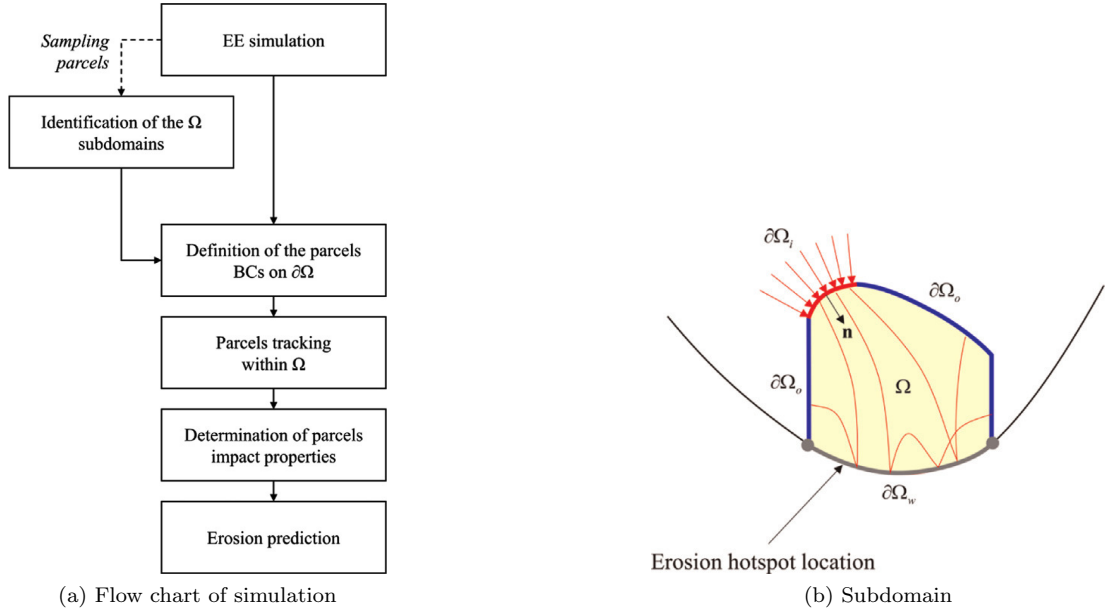 EE simulation
Sampling
parcels
Identification of the Ω
subdomains
Definition of the parcels
BCs on ∂Ω
Parcels tracking
within Ω
Determination of parcels
impact properties
Erosion prediction
(a) Flow chart of simulation
∂Ωi
∂Ωo
n
∂Ωo
Ω
∂Ωw
Erosion hotspot location
(b) Subdomain